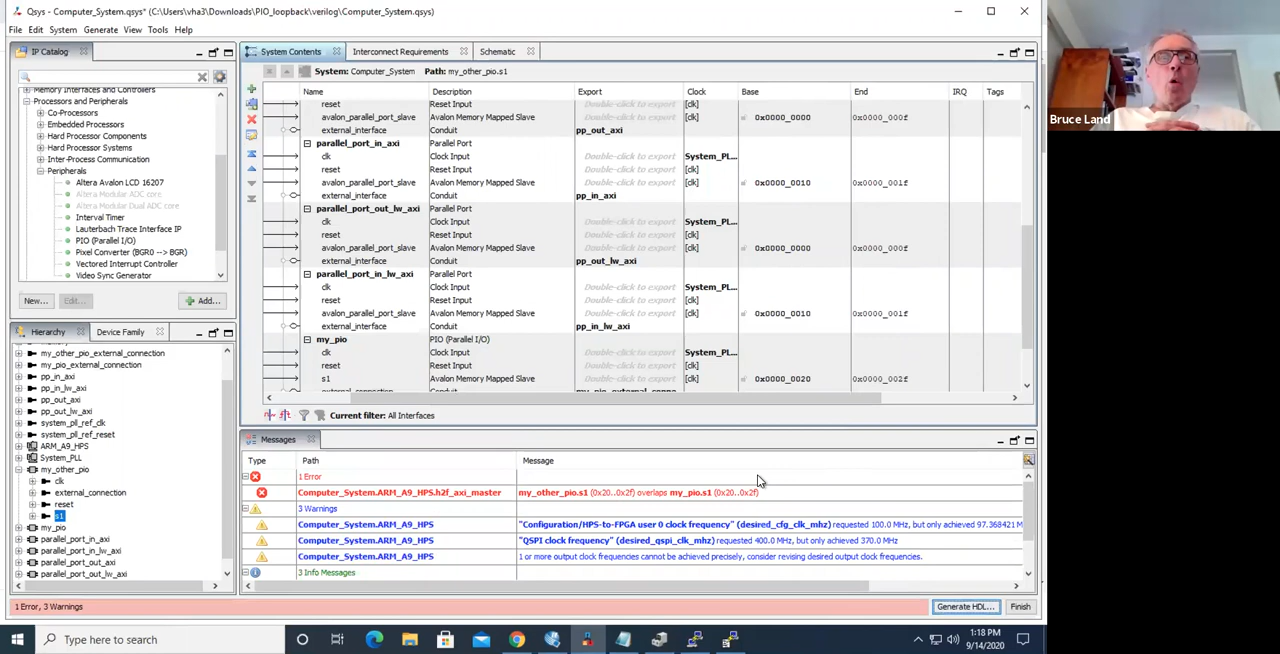 Qsys - Computer_System.qsys* (C:\Users\vha3\Downloads\PIO_loopback\verilog\Computer_System.qsys)
File Edit System Generate View Tools Help
IP Catalog
Memory Interfaces and Controllers
Processors and Peripherals
Co-Processors
Embedded Processors
Hard Processor Components
Hard Processor Systems
Inter-Process Communication
Peripherals
Altera Avalon LCD 16207
Altera Modular ADC core
Altera Modular Dual ADC core
Interval Timer
Lauterbach Trace Interface IP
PIO (Parallel I/O)
Pixel Converter (BGR0 --> BGR)
Vectored Interrupt Controller
Video Sync Generator
New... Edit... Add...
Hierarchy Device Family
memory
my_other_pio_external_connection
my_pio_external_connection
pp_in_axi
pp_in_lw_axi
pp_out_axi
pp_out_lw_axi
system_pll_ref_clk
system_pll_ref_reset
ARM_A9_HPS
System_PLL
my_other_pio
clk
external_connection
reset
s1
my_pio
parallel_port_in_axi
parallel_port_in_lw_axi
parallel_port_out_axi
parallel_port_out_lw_axi
System Contents Interconnect Requirements Schematic
System: Computer_System Path: my_other_pio.s1
Name Description Export Clock Base End IRQ Tags
reset Reset Input Double-click to export [clk]
avalon_parallel_port_slave Avalon Memory Mapped Slave Double-click to export [clk] 0x0000_0000 0x0000_000f
external_interface Conduit pp_out_axi
parallel_port_in_axi Parallel Port
clk Clock Input Double-click to export System_PL...
reset Reset Input Double-click to export [clk]
avalon_parallel_port_slave Avalon Memory Mapped Slave Double-click to export [clk] 0x0000_0010 0x0000_001f
external_interface Conduit pp_in_axi
parallel_port_out_lw_axi Parallel Port
clk Clock Input Double-click to export System_PL...
reset Reset Input Double-click to export [clk]
avalon_parallel_port_slave Avalon Memory Mapped Slave Double-click to export [clk] 0x0000_0000 0x0000_000f
external_interface Conduit pp_out_lw_axi
parallel_port_in_lw_axi Parallel Port
clk Clock Input Double-click to export System_PL...
reset Reset Input Double-click to export [clk]
avalon_parallel_port_slave Avalon Memory Mapped Slave Double-click to export [clk] 0x0000_0010 0x0000_001f
external_interface Conduit pp_in_lw_axi
my_pio PIO (Parallel I/O)
clk Clock Input Double-click to export System_PL...
reset Reset Input Double-click to export [clk]
s1 Avalon Memory Mapped Slave Double-click to export [clk] 0x0000_0020 0x0000_002f
external_connection Conduit my_pio_external_conne...
Current filter: All Interfaces
Messages
Type Path Message
1 Error
Computer_System.ARM_A9_HPS.h2f_axi_master my_other_pio.s1 (0x20..0x2f) overlaps my_pio.s1 (0x20..0x2f)
3 Warnings
Computer_System.ARM_A9_HPS "Configuration/HPS-to-FPGA user 0 clock frequency" (desired_cfg_clk_mhz) requested 100.0 MHz, but only achieved 97.368421 M
Computer_System.ARM_A9_HPS "QSPI clock frequency" (desired_qspi_clk_mhz) requested 400.0 MHz, but only achieved 370.0 MHz
Computer_System.ARM_A9_HPS 1 or more output clock frequencies cannot be achieved precisely, consider revising desired output clock frequencies.
3 Info Messages
1 Error, 3 Warnings
Generate HDL... Finish
Type here to search
1:18 PM
9/14/2020
Bruce Land